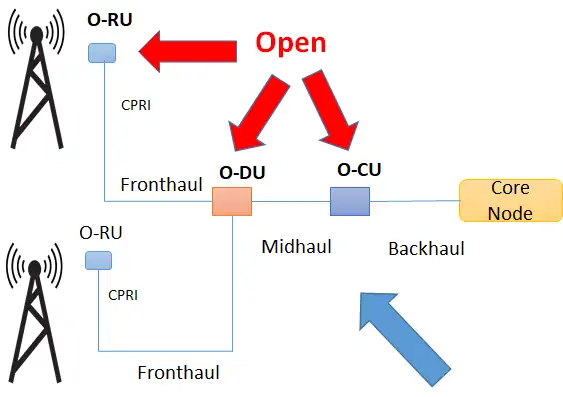 O-RU
Open
CPRI
O-DU
O-CU
Fronthaul
Core
Node
O-RU
Midhaul
Backhaul
CPRI
Fronthaul